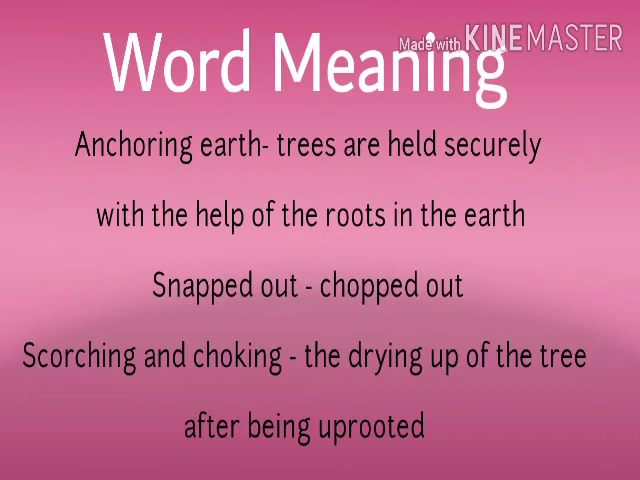 Made with KINEMASTER
Word Meaning
Anchoring earth- trees are held securely
with the help of the roots in the earth
Snapped out - chopped out
Scorching and choking - the drying up of the tree
after being uprooted